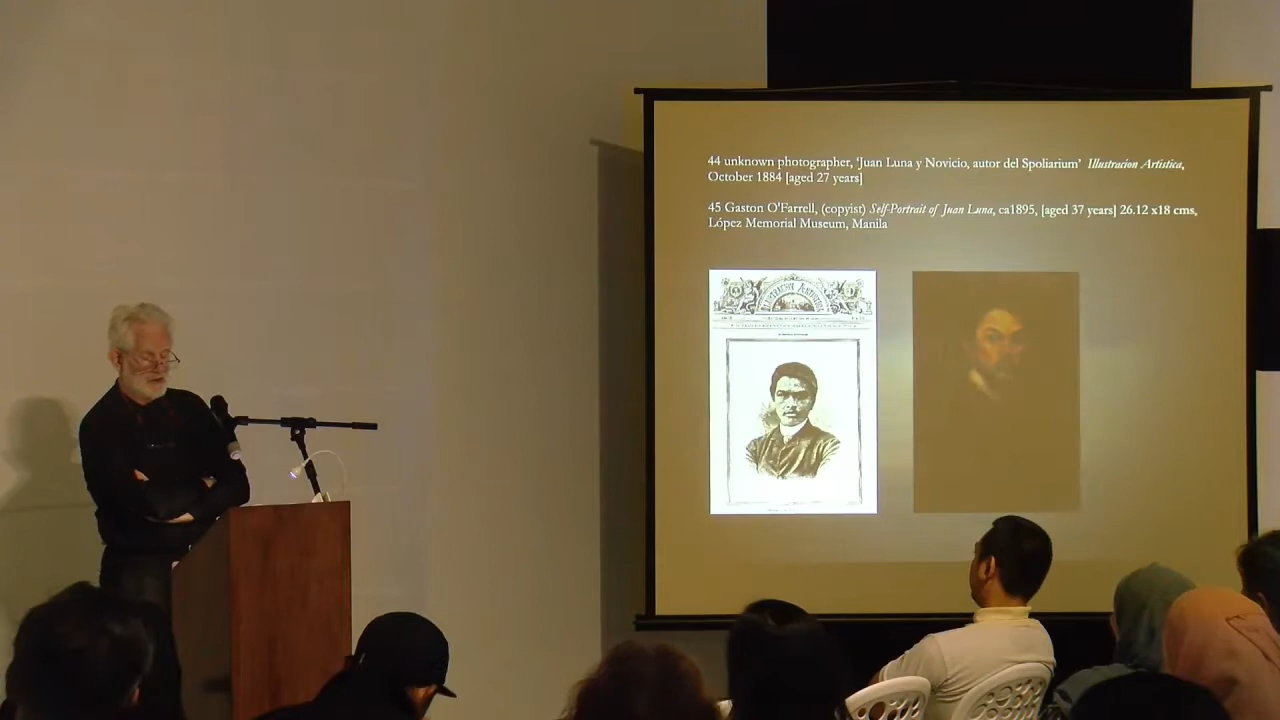 44 unknown photographer, ‘Juan Luna y Novicio, autor del Spoliarium’ Illustracion Artistica,
October 1884 [aged 27 years]
45 Gaston O'Farrell, (copyist) Self-Portrait of Juan Luna, ca1895, [aged 37 years] 26.12 x18 cms,
López Memorial Museum, Manila